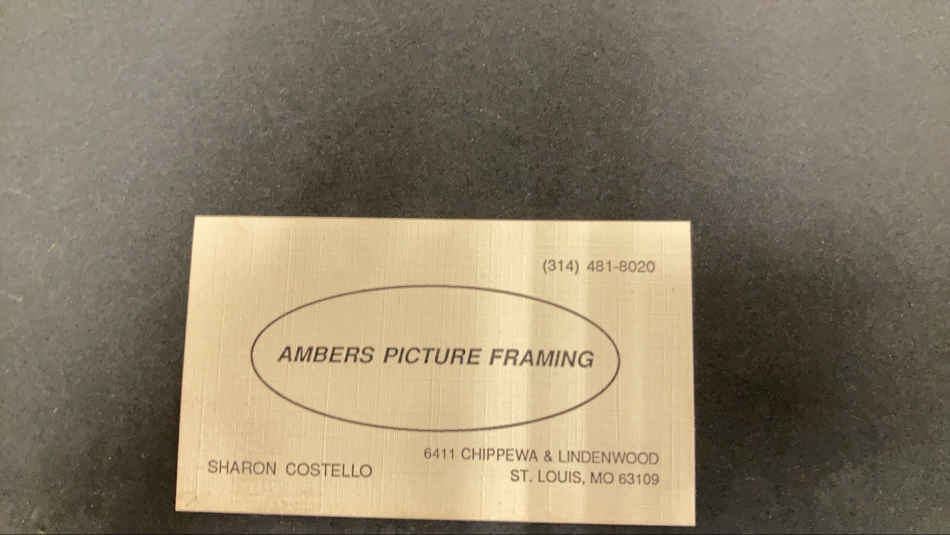 (314) 481-8020
AMBERS PICTURE FRAMING
SHARON COSTELLO
6411 CHIPPEWA & LINDENWOOD
ST. LOUIS, MO 63109